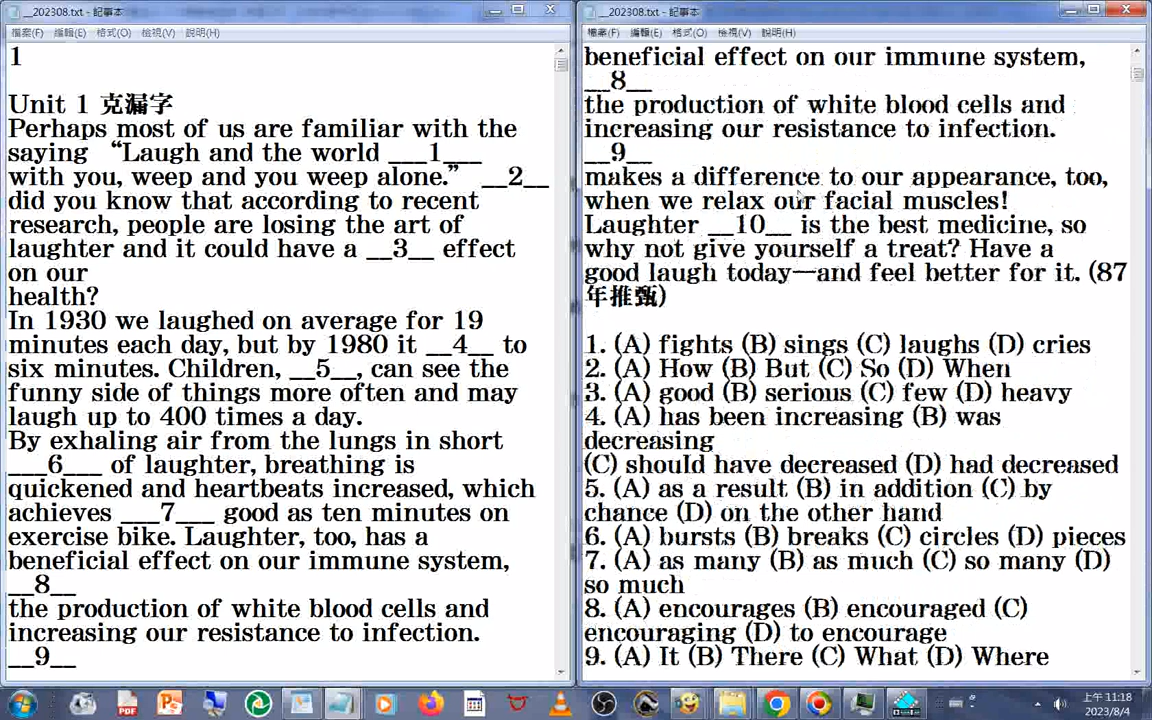 __202308.txt - 記事本
檔案(F) 編輯(E) 格式(O) 檢視(V) 說明(H)
1
Unit 1 克漏字
Perhaps most of us are familiar with the
saying “Laugh and the world ___1___
with you, weep and you weep alone.” __2__
did you know that according to recent
research, people are losing the art of
laughter and it could have a __3__ effect
on our
health?
In 1930 we laughed on average for 19
minutes each day, but by 1980 it __4__ to
six minutes. Children, __5__, can see the
funny side of things more often and may
laugh up to 400 times a day.
By exhaling air from the lungs in short
___6___ of laughter, breathing is
quickened and heartbeats increased, which
achieves ___7___ good as ten minutes on
exercise bike. Laughter, too, has a
beneficial effect on our immune system,
__8__
the production of white blood cells and
increasing our resistance to infection.
__9__
__202308.txt - 記事本
檔案(F) 編輯(E) 格式(O) 檢視(V) 說明(H)
beneficial effect on our immune system,
__8__
the production of white blood cells and
increasing our resistance to infection.
__9__
makes a difference to our appearance, too,
when we relax our facial muscles!
Laughter __10__ is the best medicine, so
why not give yourself a treat? Have a
good laugh today—and feel better for it. (87
年推甄)
1. (A) fights (B) sings (C) laughs (D) cries
2. (A) How (B) But (C) So (D) When
3. (A) good (B) serious (C) few (D) heavy
4. (A) has been increasing (B) was
decreasing
(C) should have decreased (D) had decreased
5. (A) as a result (B) in addition (C) by
chance (D) on the other hand
6. (A) bursts (B) breaks (C) circles (D) pieces
7. (A) as many (B) as much (C) so many (D)
so much
8. (A) encourages (B) encouraged (C)
encouraging (D) to encourage
9. (A) It (B) There (C) What (D) Where
PDF
上午 11:18
2023/8/4